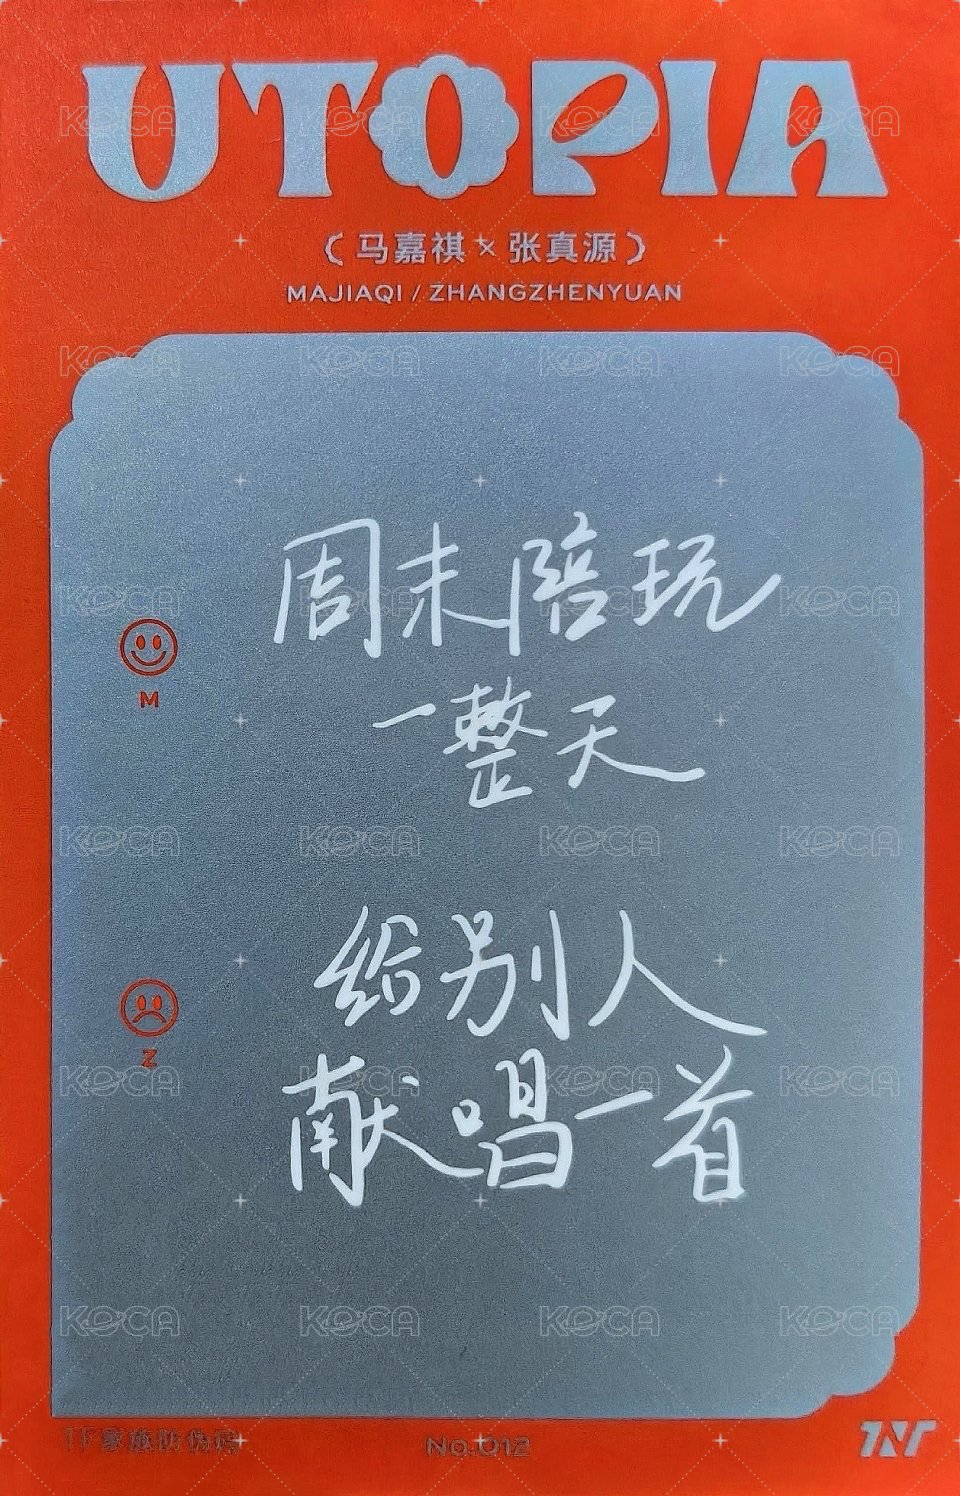 UTOPIA
（马嘉祺×张真源）
MAJIAQI / ZHANGZHENYUAN
周末陪玩
一整天
M
给别人
Z
献唱一首
TF家族防伪码
No.012
TNT
KOCA